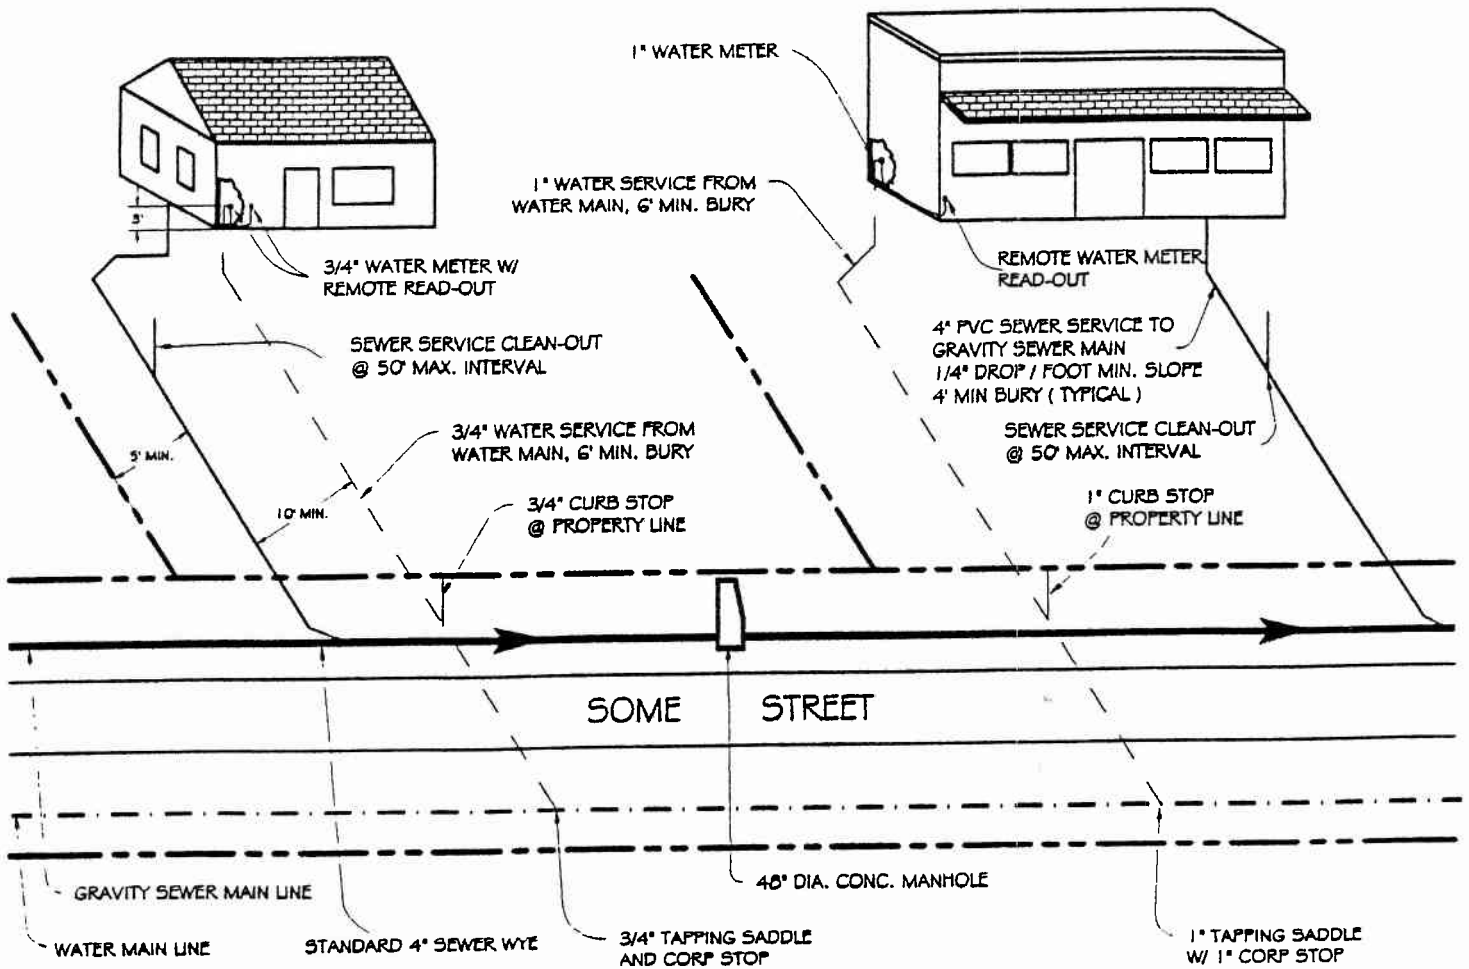 1" WATER METER
1" WATER SERVICE FROM
WATER MAIN, 6' MIN. BURY
3'
3/4" WATER METER W/
REMOTE READ-OUT
REMOTE WATER METER
READ-OUT
SEWER SERVICE CLEAN-OUT
@ 50' MAX. INTERVAL
4" PVC SEWER SERVICE TO
GRAVITY SEWER MAIN
1/4" DROP / FOOT MIN. SLOPE
4' MIN BURY ( TYPICAL )
3/4" WATER SERVICE FROM
WATER MAIN, 6' MIN. BURY
SEWER SERVICE CLEAN-OUT
@ 50' MAX. INTERVAL
5' MIN.
10' MIN.
3/4" CURB STOP
@ PROPERTY LINE
1" CURB STOP
@ PROPERTY LINE
SOME STREET
GRAVITY SEWER MAIN LINE
48" DIA. CONC. MANHOLE
WATER MAIN LINE
STANDARD 4" SEWER WYE
3/4" TAPPING SADDLE
AND CORP STOP
1" TAPPING SADDLE
W/ 1" CORP STOP